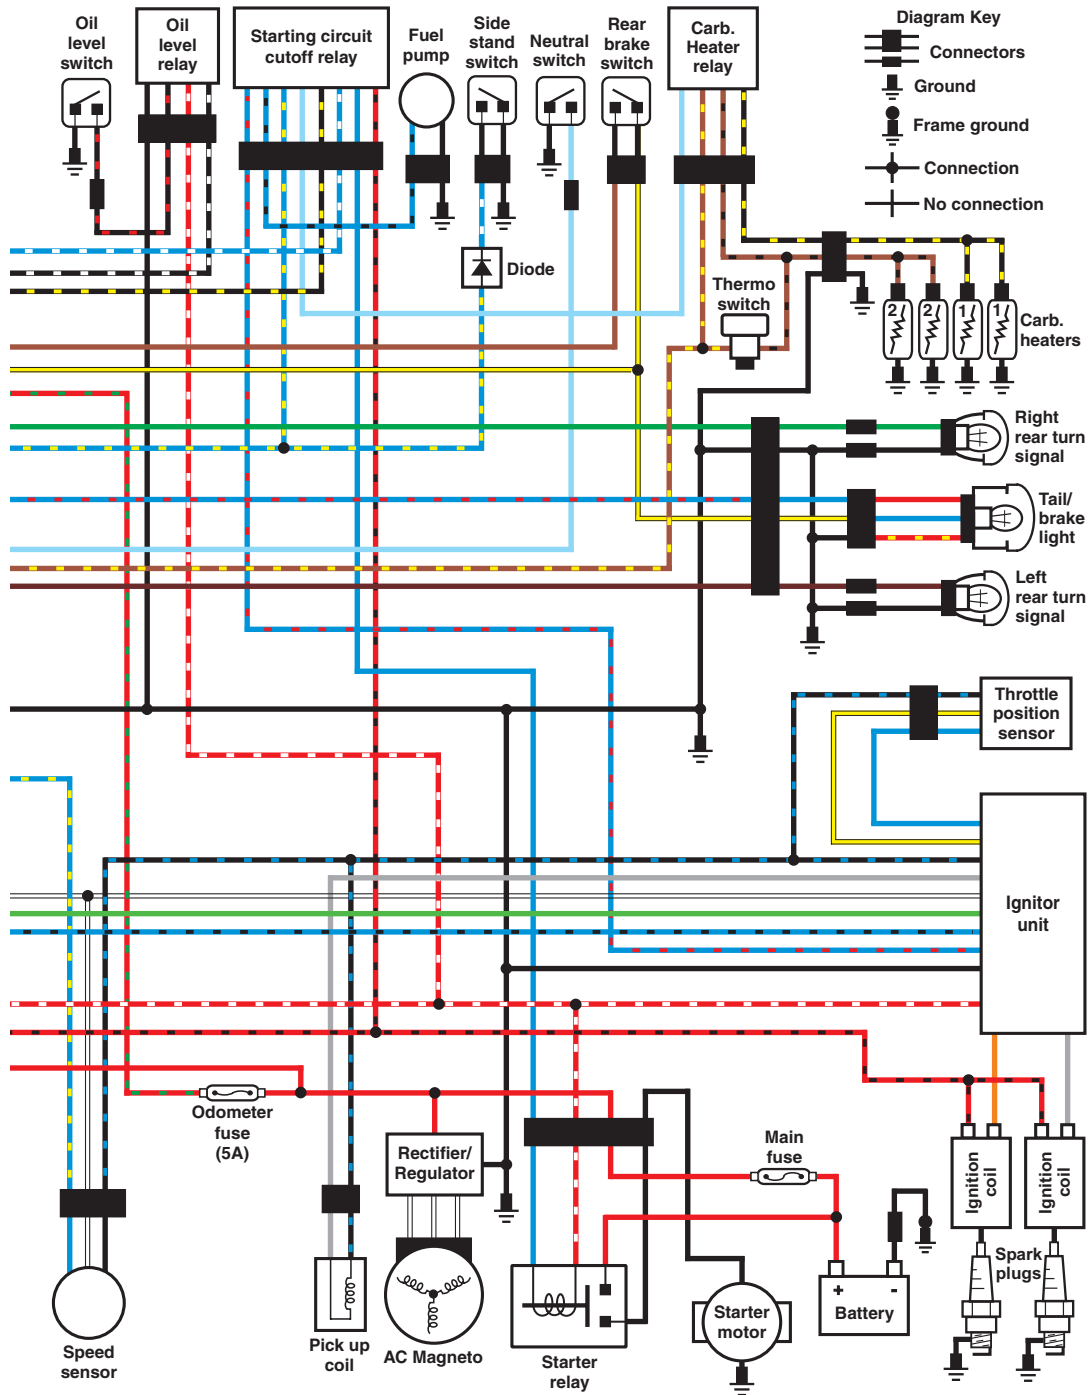 Oil
level
switch
Oil
level
relay
Starting circuit
cutoff relay
Fuel
pump
Side
stand
switch
Neutral
switch
Rear
brake
switch
Carb.
Heater
relay
Diagram Key
Connectors
Ground
Frame ground
Connection
No connection
Diode
Thermo
switch
2
2
1
1
Carb.
heaters
Right
rear turn
signal
Tail/
brake
light
Left
rear turn
signal
Throttle
position
sensor
Ignitor
unit
Odometer
fuse
(5A)
Rectifier/
Regulator
Main
fuse
Ignition
coil
Ignition
coil
Spark
plugs
+ -
Battery
Starter
motor
Speed
sensor
Pick up
coil
AC Magneto
Starter
relay